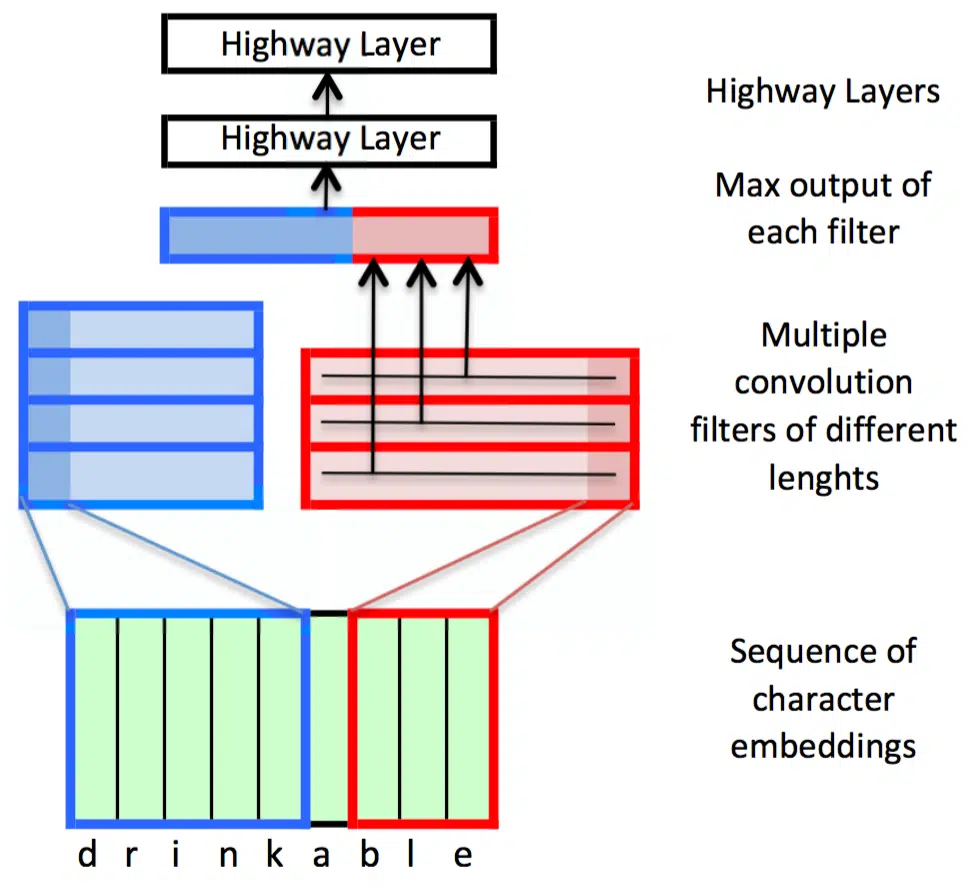 Highway Layer
Highway Layers
Highway Layer
Max output of
each filter
Multiple
convolution
filters of different
lenghts
Sequence of
character
embeddings
d r i n k a b l e